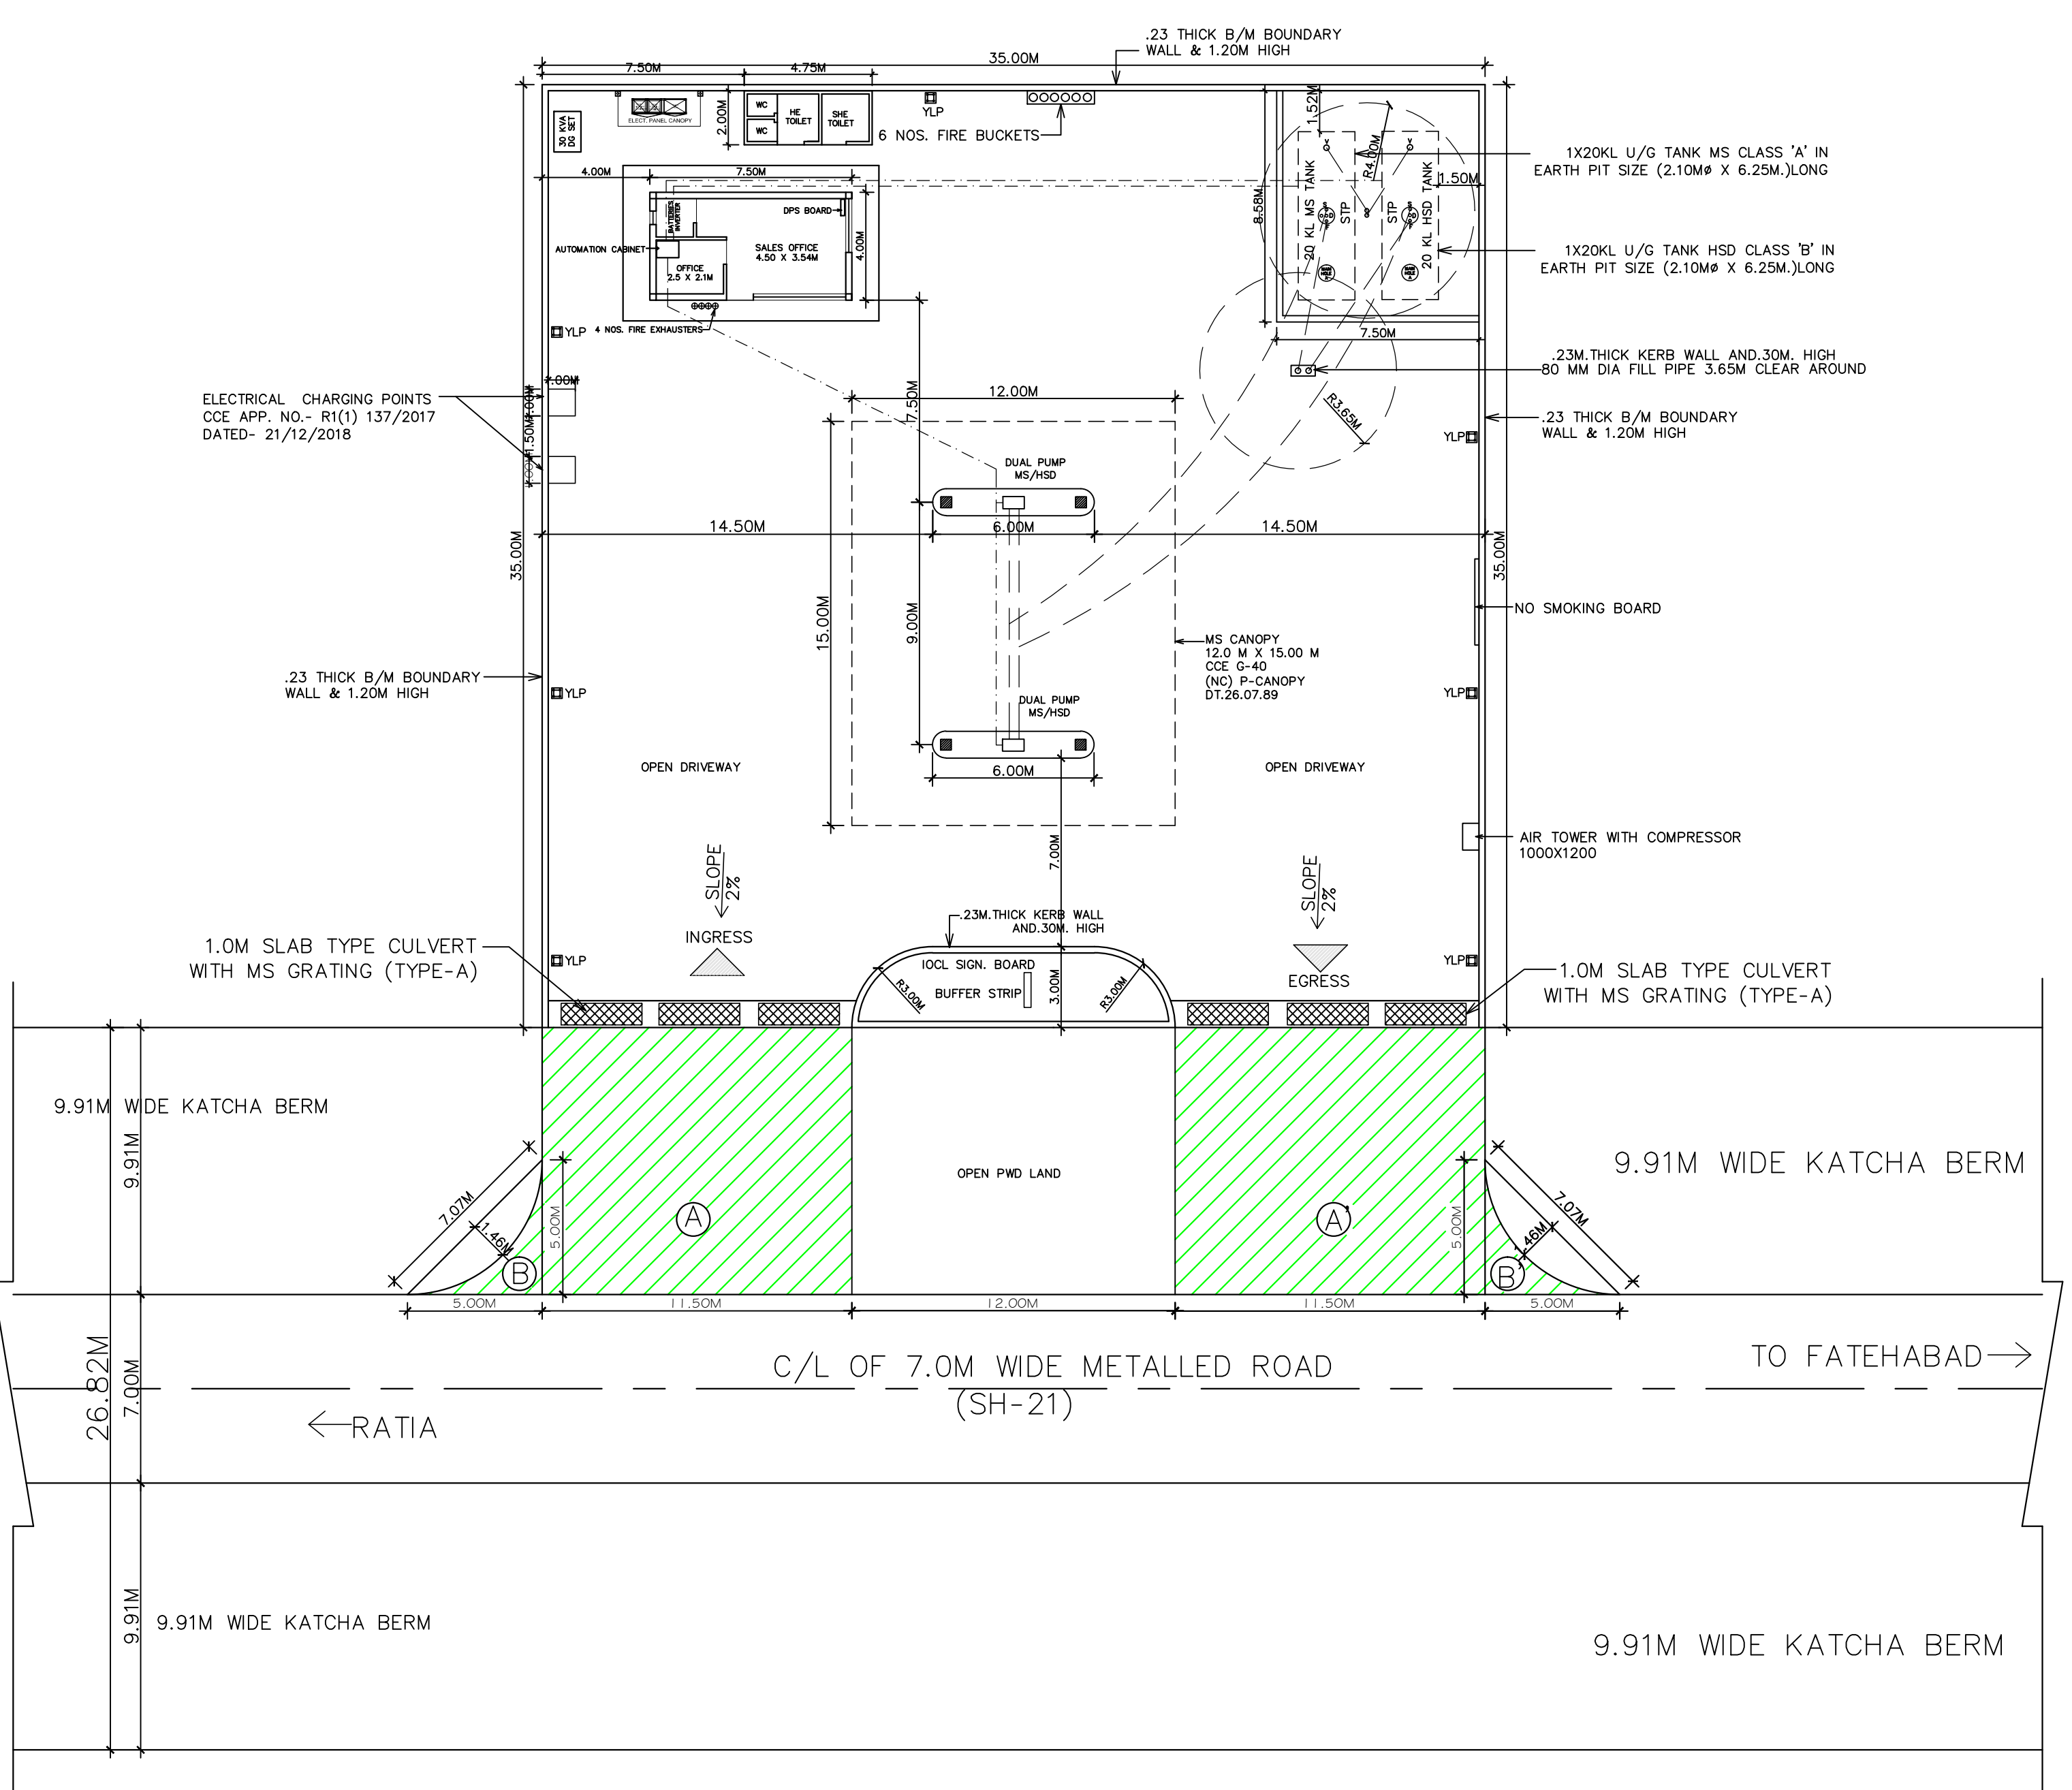 .23 THICK B/M BOUNDARY
WALL & 1.20M HIGH
35.00M
7.50M
4.75M
30 KVA
DG SET
ELECT. PANEL CANOPY
2.00M
WC
WC
HE
TOILET
SHE
TOILET
YLP
6 NOS. FIRE BUCKETS
1.52M
R4.00M
1X20KL U/G TANK MS CLASS 'A' IN
EARTH PIT SIZE (2.10MØ X 6.25M.)LONG
1.50M
4.00M
7.50M
8.58M
20 KL MS TANK
STP
STP
20 KL HSD TANK
BATTERIES
INVERTER
DPS BOARD
AUTOMATION CABINET
SALES OFFICE
4.50 X 3.54M
4.00M
OFFICE
2.5 X 2.1M
1X20KL U/G TANK HSD CLASS 'B' IN
EARTH PIT SIZE (2.10MØ X 6.25M.)LONG
YLP
4 NOS. FIRE EXHAUSTERS
7.50M
.23M.THICK KERB WALL AND.30M. HIGH
80 MM DIA FILL PIPE 3.65M CLEAR AROUND
R3.65M
ELECTRICAL CHARGING POINTS
CCE APP. NO.- R1(1) 137/2017
DATED- 21/12/2018
1.00M
1.00M
1.50M
1.00M
7.50M
12.00M
.23 THICK B/M BOUNDARY
WALL & 1.20M HIGH
YLP
DUAL PUMP
MS/HSD
14.50M
6.00M
14.50M
35.00M
35.00M
15.00M
9.00M
NO SMOKING BOARD
MS CANOPY
12.0 M X 15.00 M
CCE G-40
(NC) P-CANOPY
DT.26.07.89
.23 THICK B/M BOUNDARY
WALL & 1.20M HIGH
YLP
YLP
DUAL PUMP
MS/HSD
OPEN DRIVEWAY
6.00M
OPEN DRIVEWAY
7.00M
AIR TOWER WITH COMPRESSOR
1000X1200
SLOPE
2%
SLOPE
2%
.23M.THICK KERB WALL
AND.30M. HIGH
INGRESS
1.0M SLAB TYPE CULVERT
WITH MS GRATING (TYPE-A)
YLP
IOCL SIGN. BOARD
BUFFER STRIP
R3.00M
3.00M
R3.00M
EGRESS
YLP
1.0M SLAB TYPE CULVERT
WITH MS GRATING (TYPE-A)
9.91M WIDE KATCHA BERM
9.91M
9.91M WIDE KATCHA BERM
OPEN PWD LAND
7.07M
1.46M
5.00M
A
B
A'
B'
5.00M
1.46M
7.07M
5.00M
11.50M
12.00M
11.50M
5.00M
26.82M
7.00M
C/L OF 7.0M WIDE METALLED ROAD
(SH-21)
TO FATEHABAD
RATIA
9.91M
9.91M WIDE KATCHA BERM
9.91M WIDE KATCHA BERM